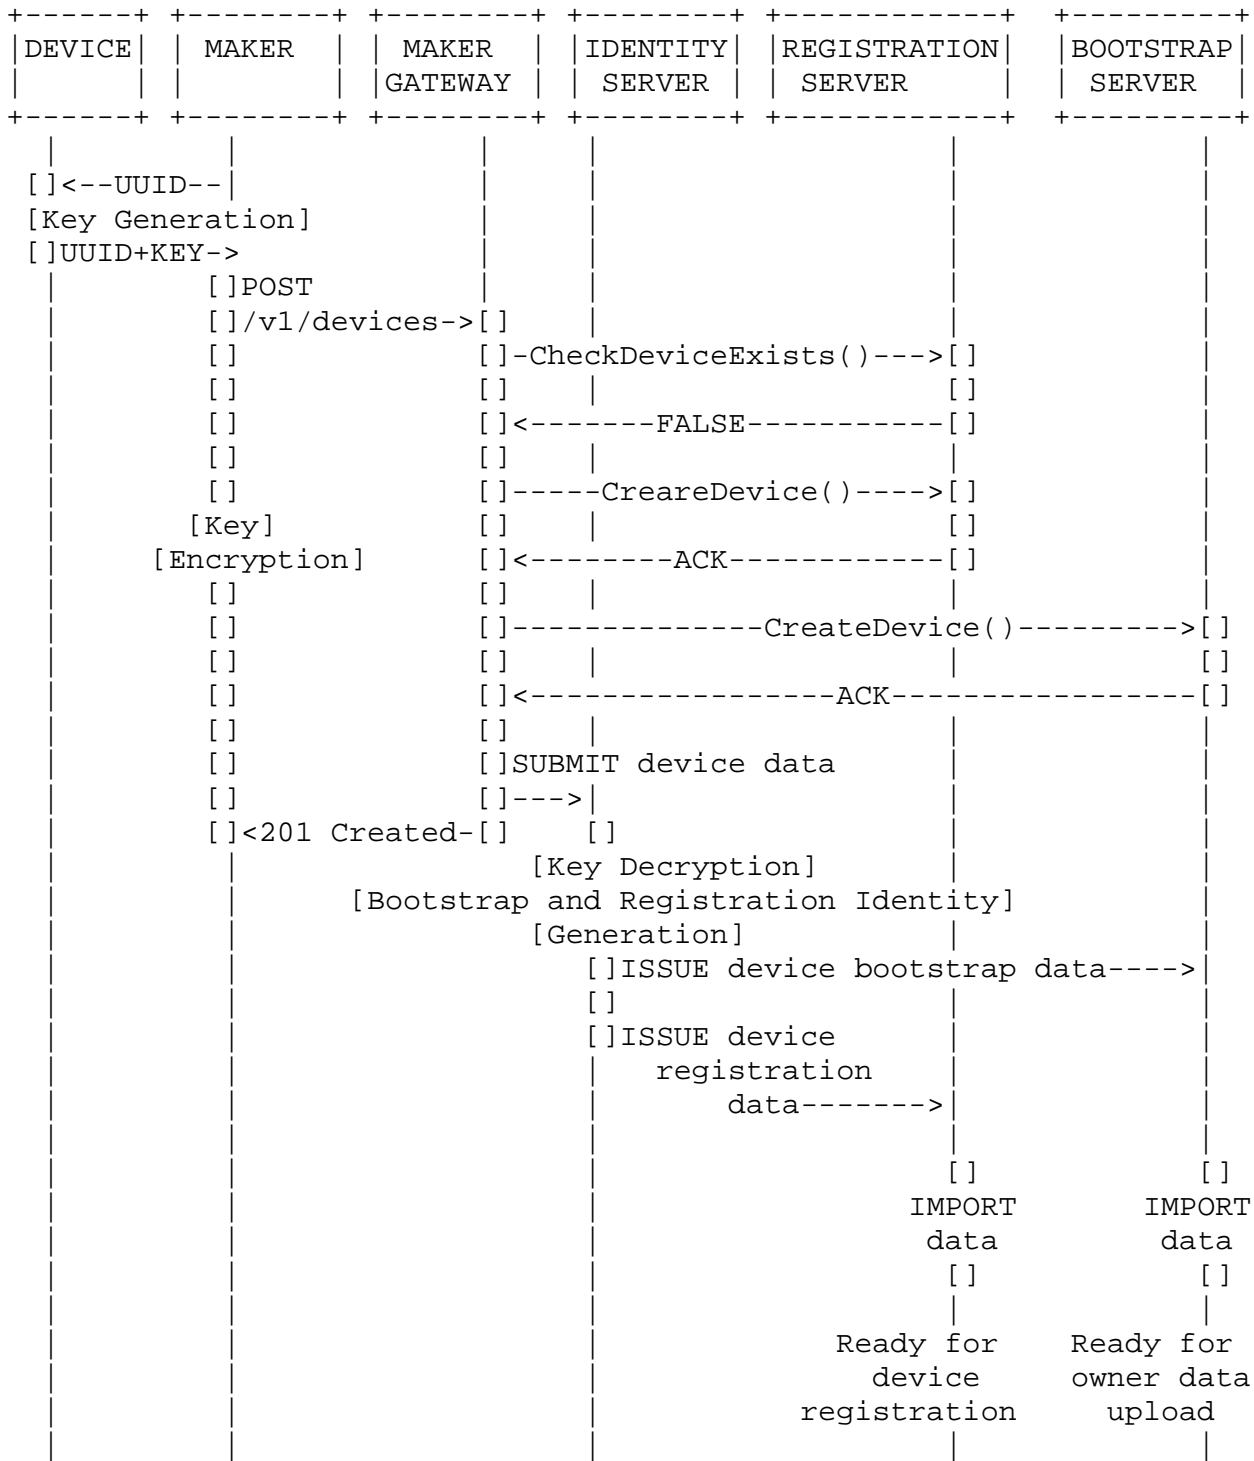 +------+ +--------+ +--------+ +--------+ +------------+  +---------+
|DEVICE| | MAKER  | | MAKER  | |IDENTITY| |REGISTRATION|  |BOOTSTRAP|
|      | |        | |GATEWAY | | SERVER | | SERVER     |  | SERVER  |
+------+ +--------+ +--------+ +--------+ +------------+  +---------+
  |         |             |     |                   |             |
 []<--UUID--|             |     |                   |             |
 [Key Generation]         |     |                   |             |
 []UUID+KEY->             |     |                   |             |
  |        []POST         |     |                   |             |
  |        []/v1/devices->[]    |                   |             |
  |        []             []-CheckDeviceExists()--->[]            |
  |        []             []    |                   []            |
  |        []             []<-------FALSE-----------[]            |
  |        []             []    |                   |             |
  |        []             []-----CreareDevice()---->[]            |
  |       [Key]           []    |                   []            |
  |     [Encryption]      []<--------ACK------------[]            |
  |        []             []    |                   |             |
  |        []             []--------------CreateDevice()--------->[]
  |        []             []    |                   |             []
  |        []             []<-----------------ACK-----------------[]
  |        []             []    |                   |             |
  |        []             []SUBMIT device data      |             |
  |        []             []--->|                   |             |
  |        []<201 Created-[]    []                  |             |
  |         |                [Key Decryption]       |             |
  |         |      [Bootstrap and Registration Identity]          |
  |         |                [Generation]           |             |
  |         |                   []ISSUE device bootstrap data---->|
  |         |                   []                  |             |
  |         |                   []ISSUE device      |             |
  |         |                   |   registration    |             |
  |         |                   |       data------->|             |
  |         |                   |                   |             |
  |         |                   |                   []            []
  |         |                   |                 IMPORT       IMPORT
  |         |                   |                  data         data
  |         |                   |                   []            []
  |         |                   |                   |             |
  |         |                   |             Ready for    Ready for
  |         |                   |               device     owner data
  |         |                   |           registration     upload
  |         |                   |                   |             |